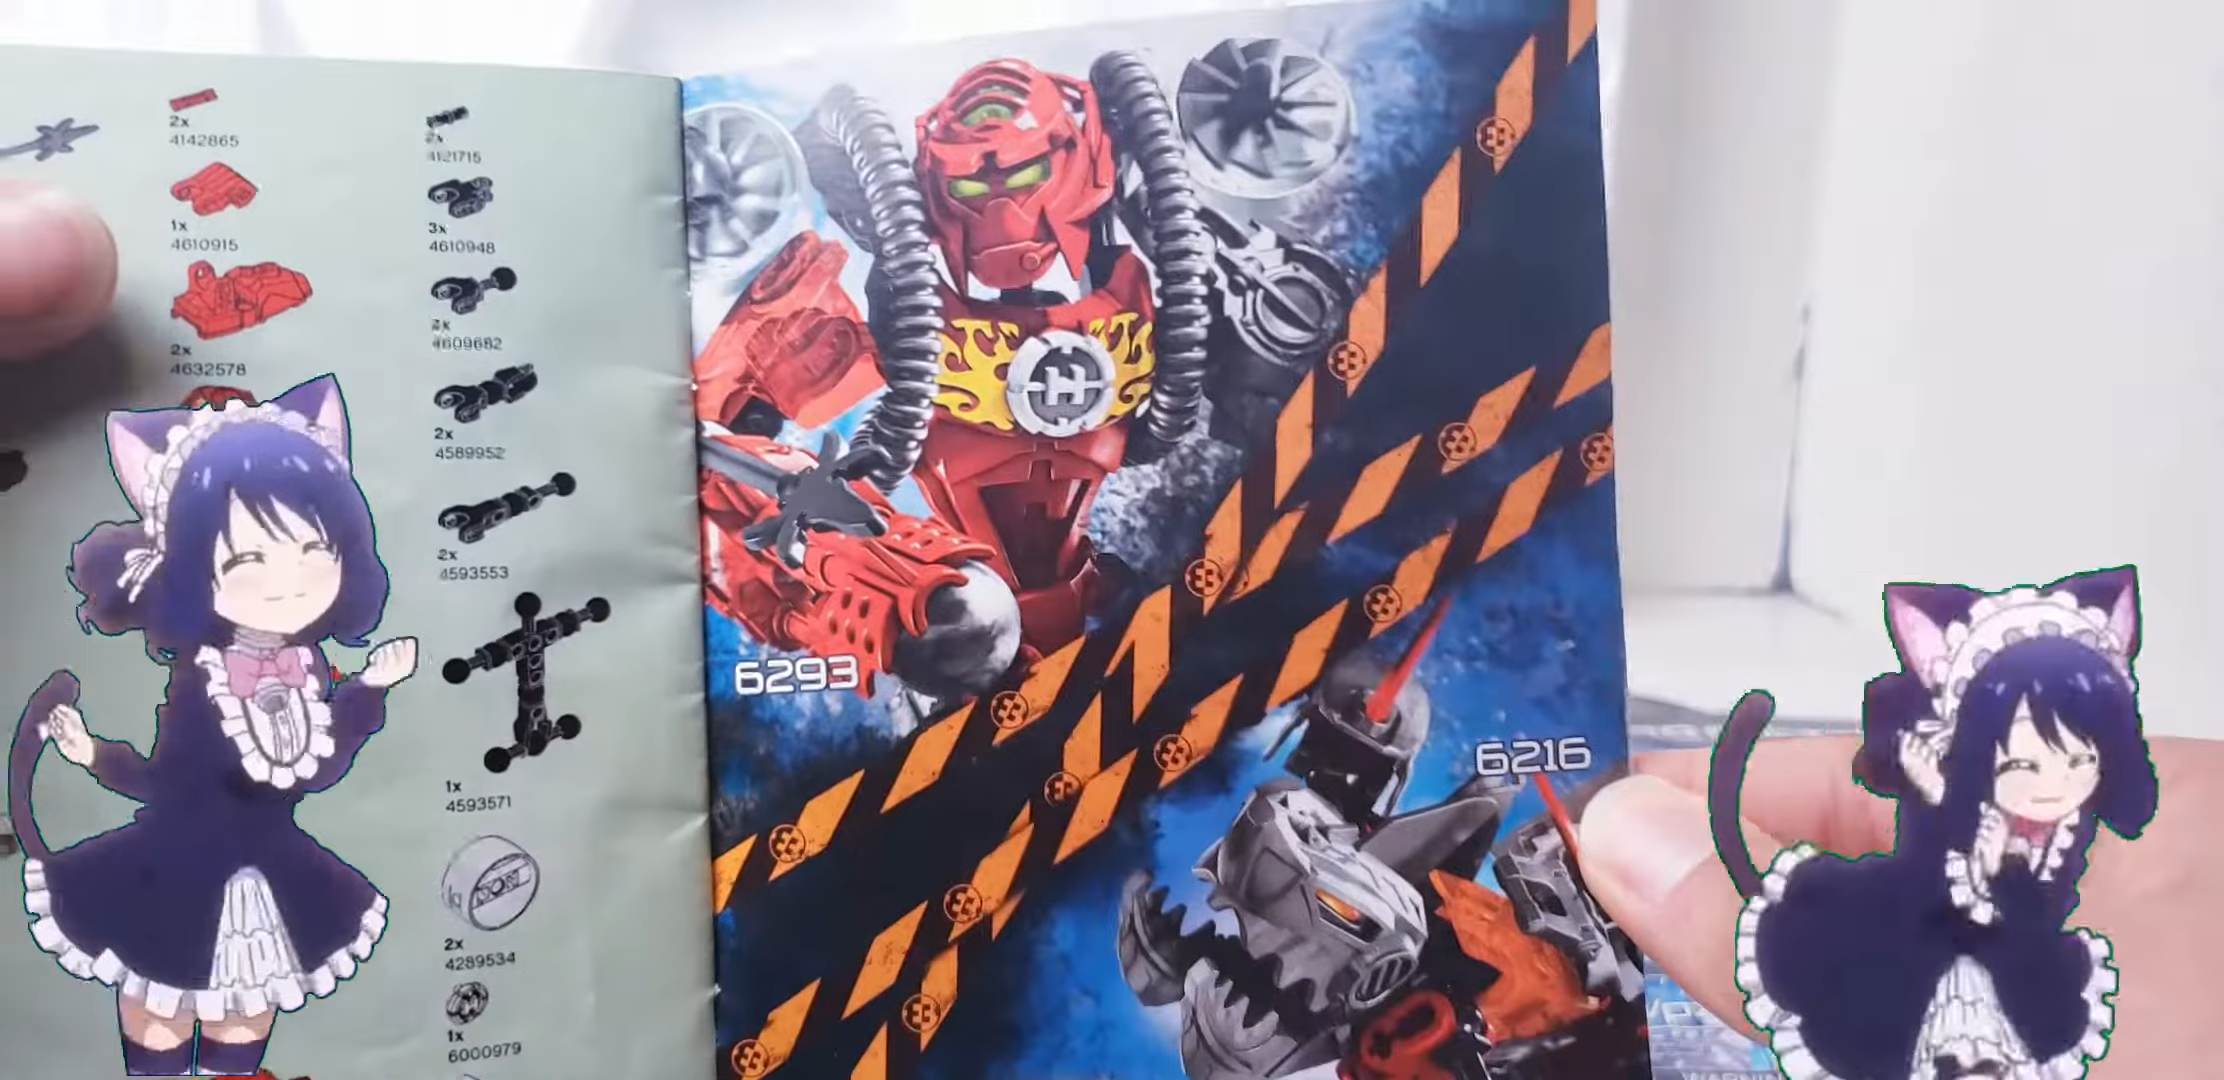 2x
4142865
1x
4610915
2x
4632578
2x
4121715
3x
4610948
4609682
2x
4589952
2x
4593553
1x
4593571
2x
4289534
1x
6000979
H
6293
6216